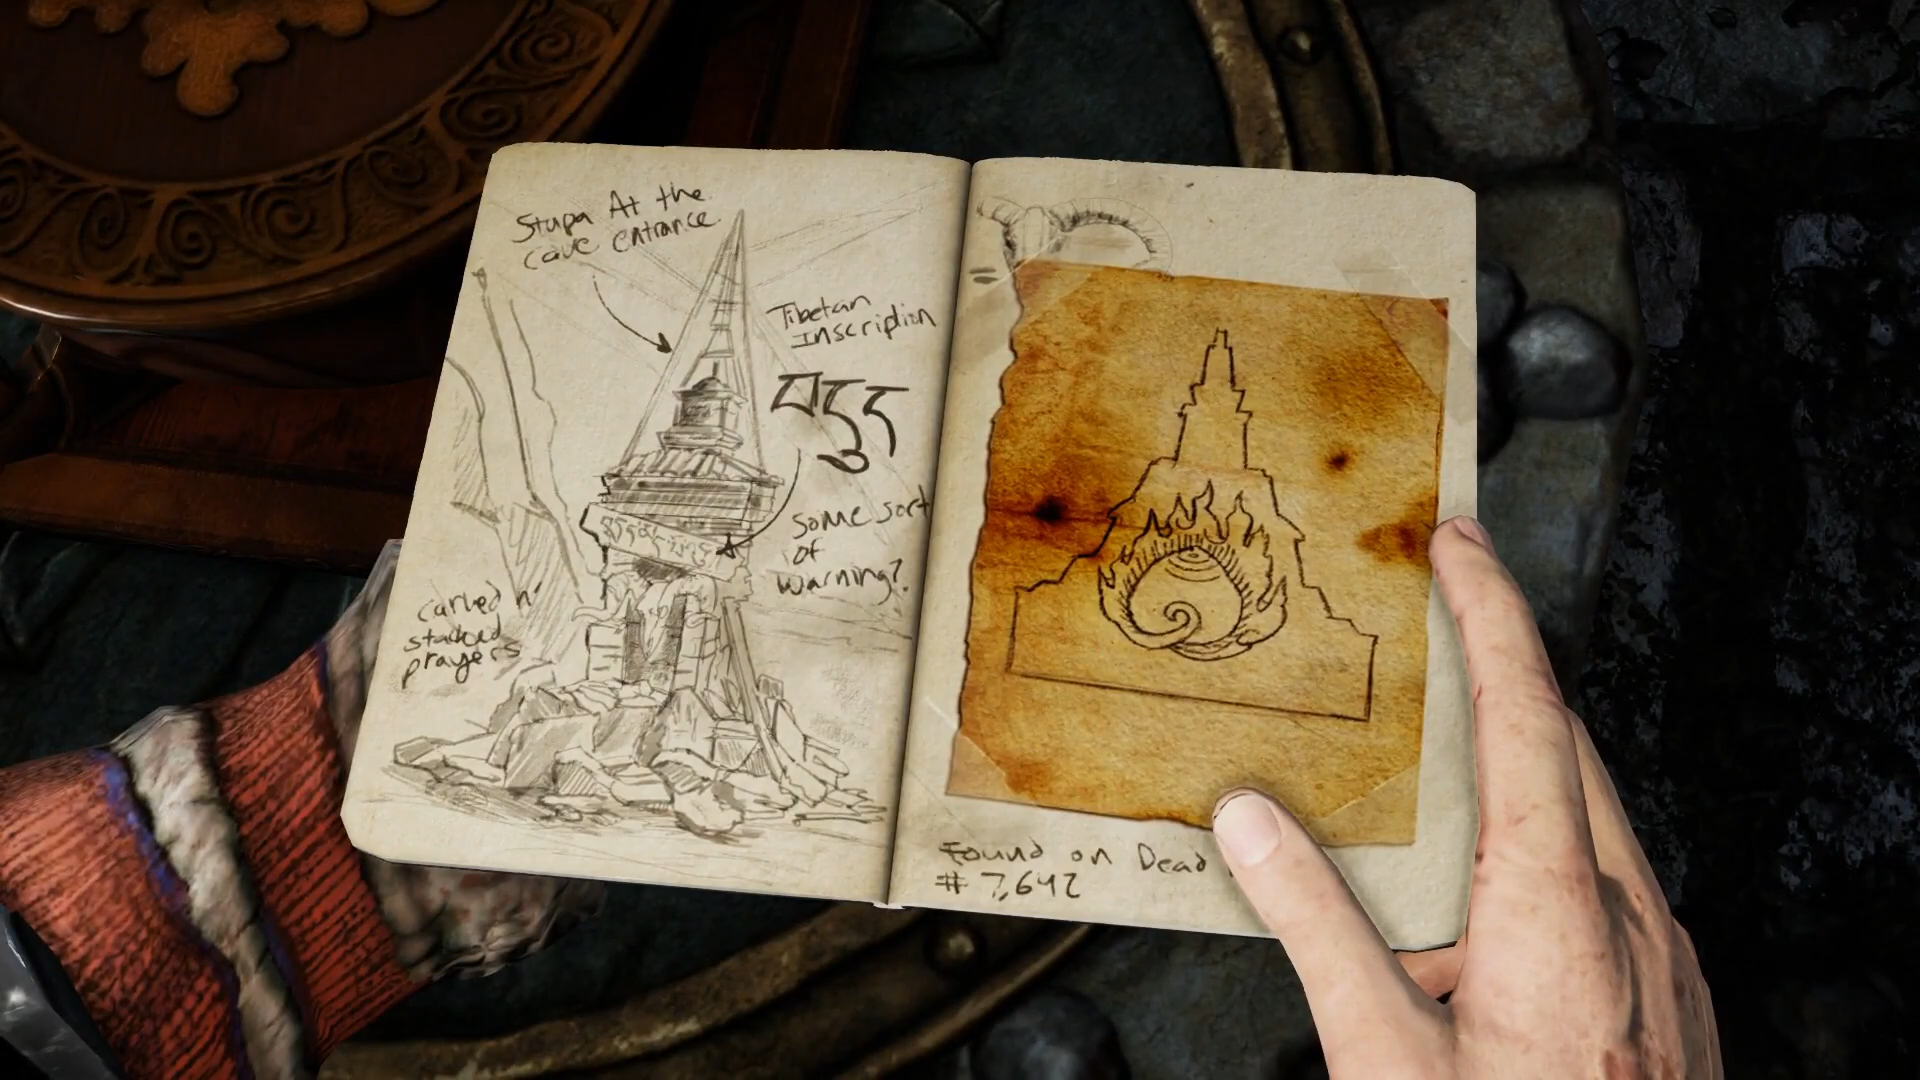 Stupa At the
cave entrance
Tibetan
Inscription
some sort
of
warning?
carved n'
stacked
prayers
Found on Dead
# 7,642